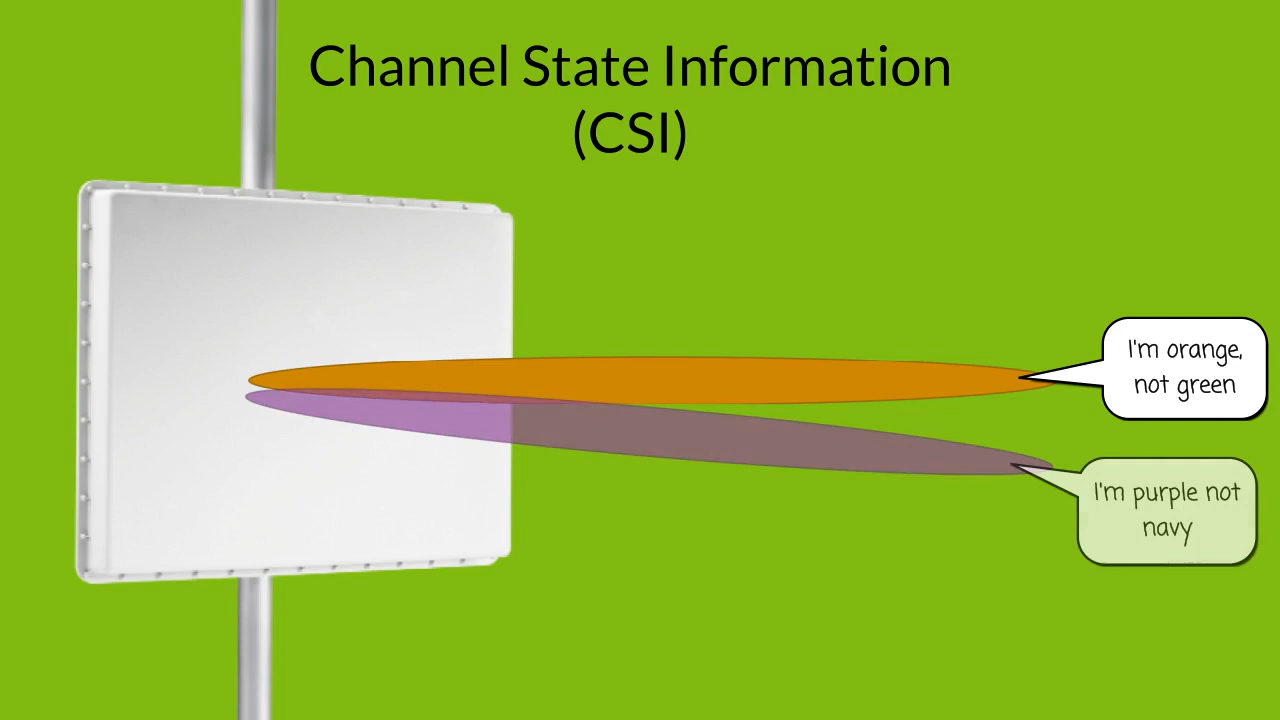 Channel State Information
(CSI)
I'm orange,
not green
I'm purple not
navy